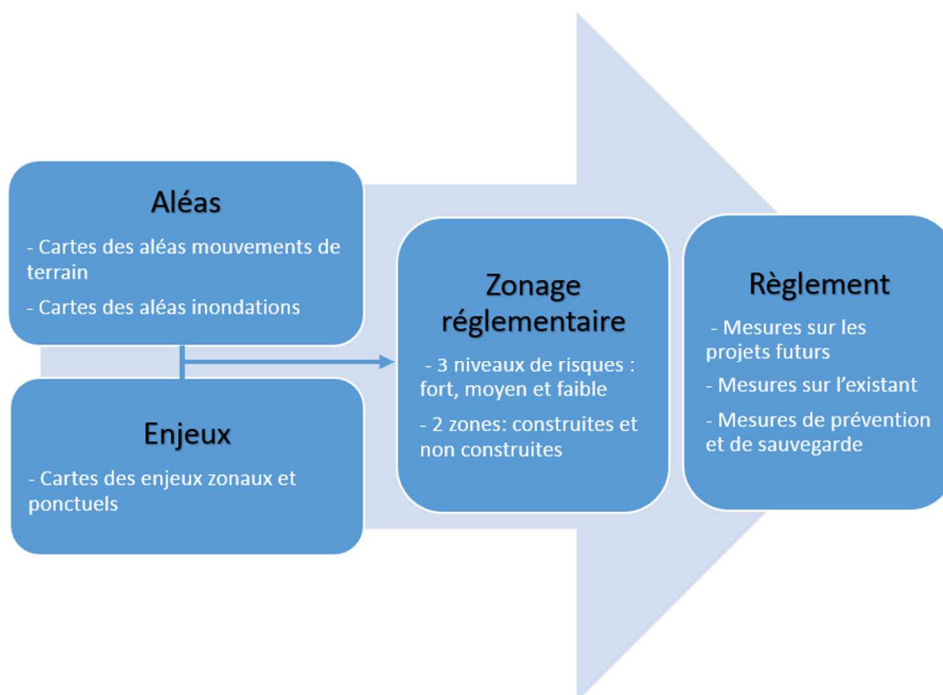 Aléas
- Cartes des aléas mouvements de
terrain
- Cartes des aléas inondations
Enjeux
- Cartes des enjeux zonaux et
ponctuels
Zonage
réglementaire
- 3 niveaux de risques :
fort, moyen et faible
- 2 zones: construites et
non construites
Règlement
- Mesures sur les
projets futurs
- Mesures sur l'existant
- Mesures de prévention
et de sauvegarde